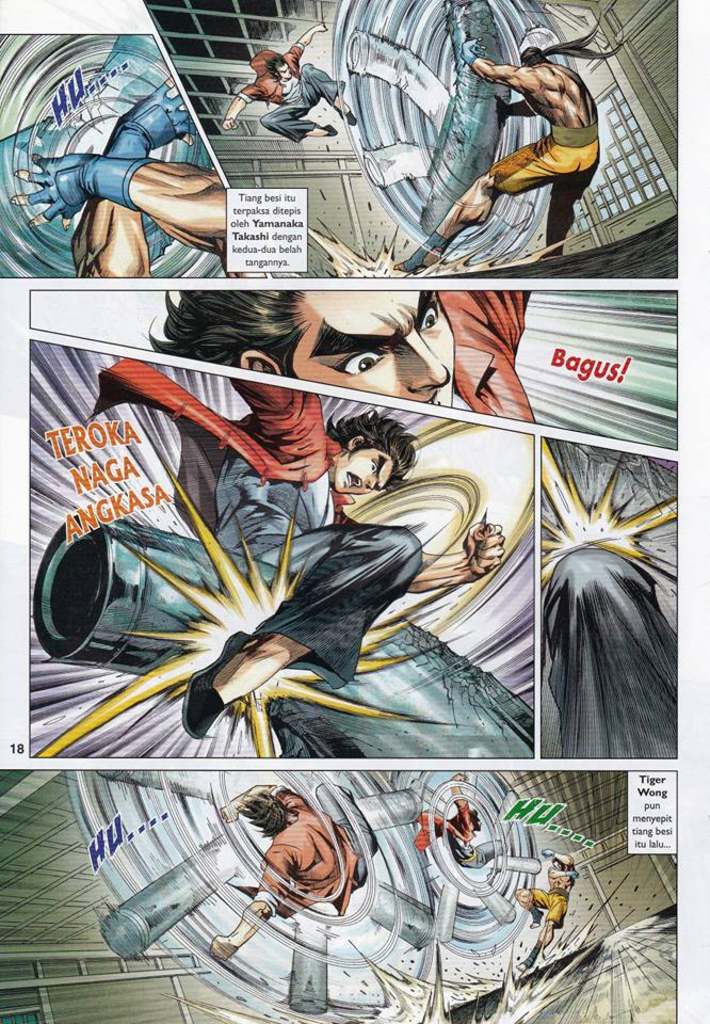 HU....
Tiang besi itu
terpaksa ditepis
oleh Yamanaka
Takashi dengan
kedua-dua belah
tangannya.
Bagus!
TEROKA
NAGA
ANGKASA
18
Tiger
Wong
pun
menyepit
tiang besi
itu lalu...
HU....
HU....